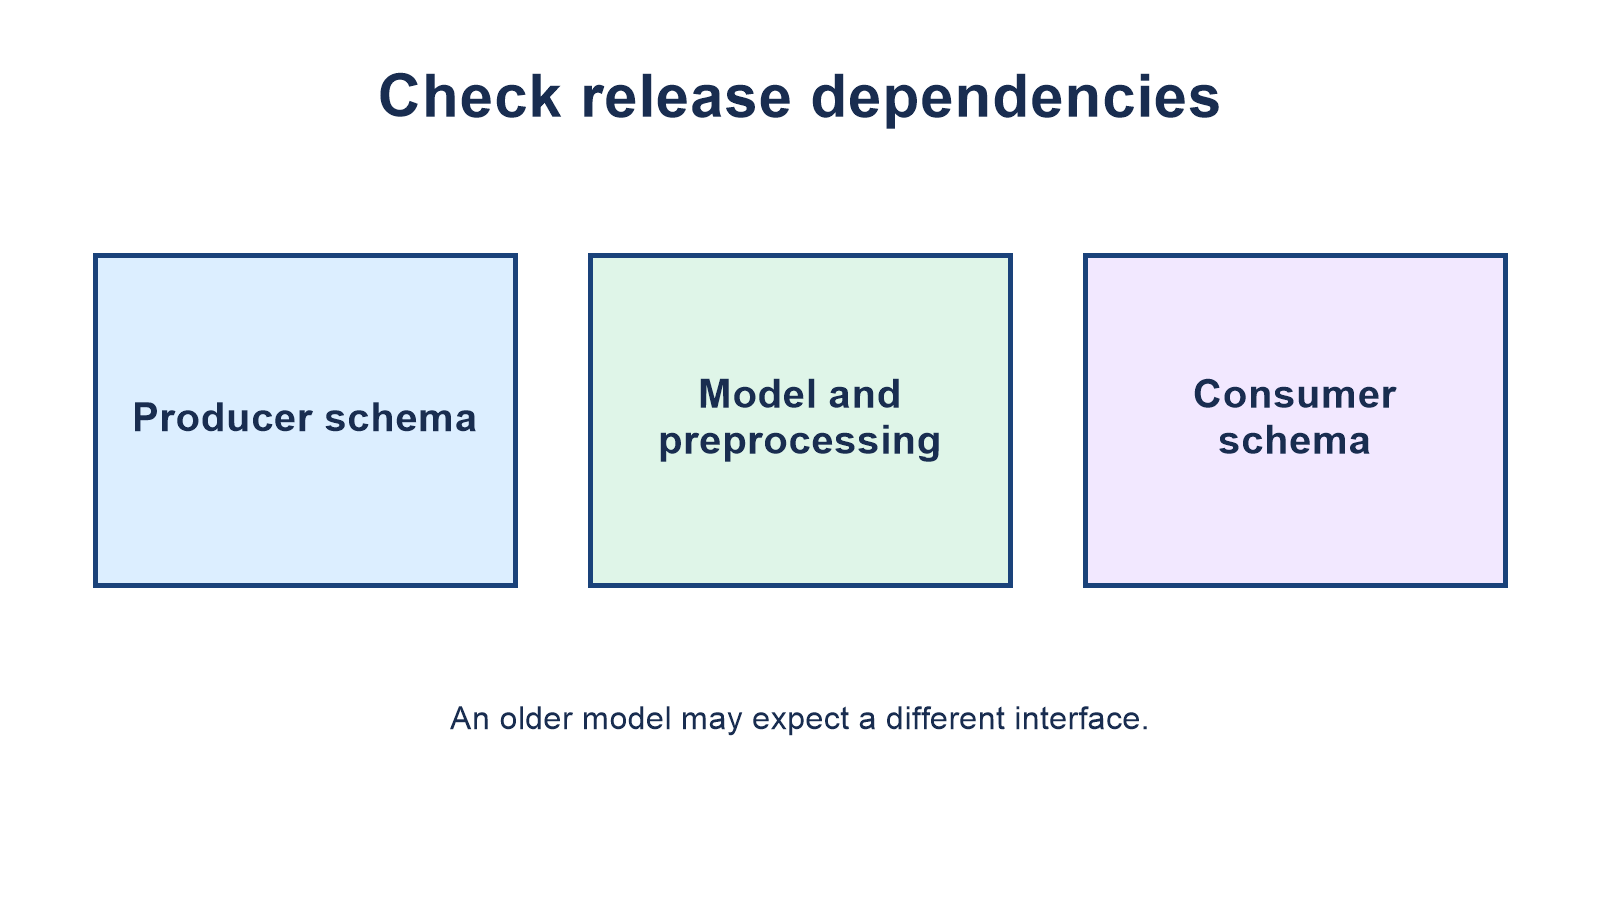 Check release dependencies
Producer schema
Model and
preprocessing
Consumer
schema
An older model may expect a different interface.